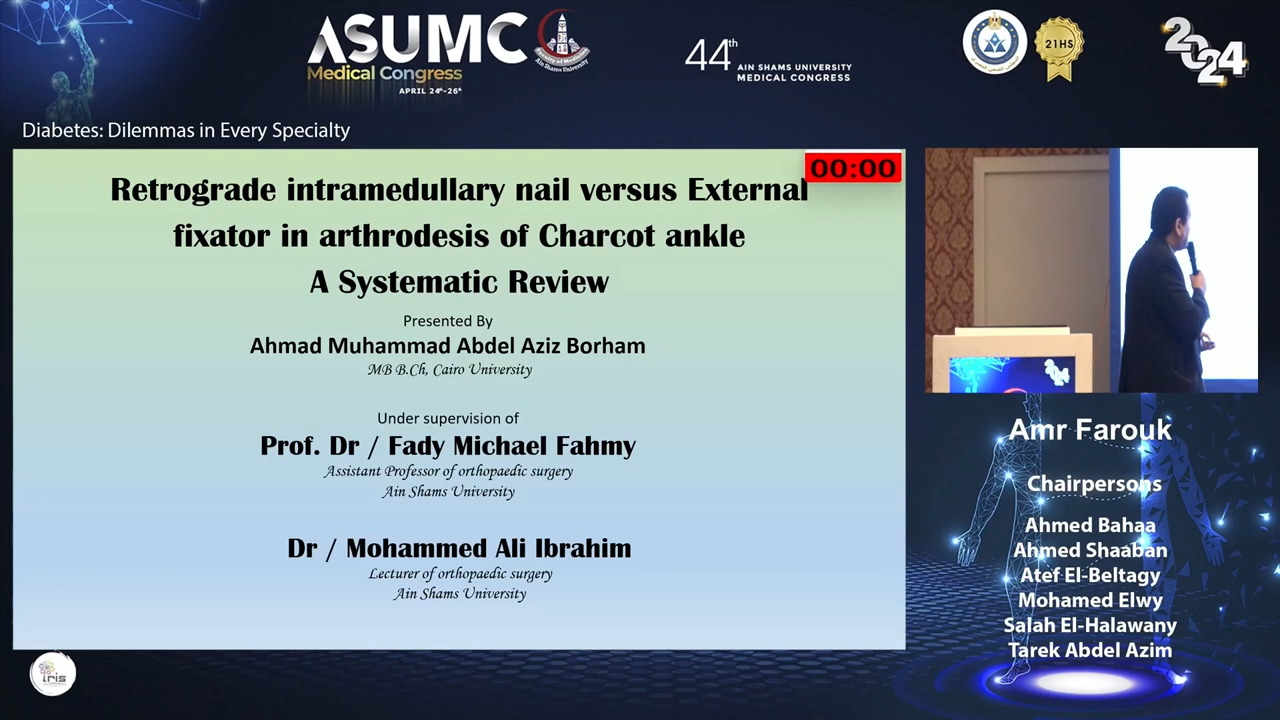 ASUMC
Medical Congress
APRIL 24th-26th
Ain Shams University
44th AIN SHAMS UNIVERSITY
MEDICAL CONGRESS
21HS
2024
Diabetes: Dilemmas in Every Specialty
00:00
Retrograde intramedullary nail versus External
fixator in arthrodesis of Charcot ankle
A Systematic Review
Presented By
Ahmad Muhammad Abdel Aziz Borham
MB B.Ch, Cairo University
Under supervision of
Prof. Dr / Fady Michael Fahmy
Assistant Professor of orthopaedic surgery
Ain Shams University
Dr / Mohammed Ali Ibrahim
Lecturer of orthopaedic surgery
Ain Shams University
Amr Farouk
Chairpersons
Ahmed Bahaa
Ahmed Shaaban
Atef El-Beltagy
Mohamed Elwy
Salah El-Halawany
Tarek Abdel Azim
iris